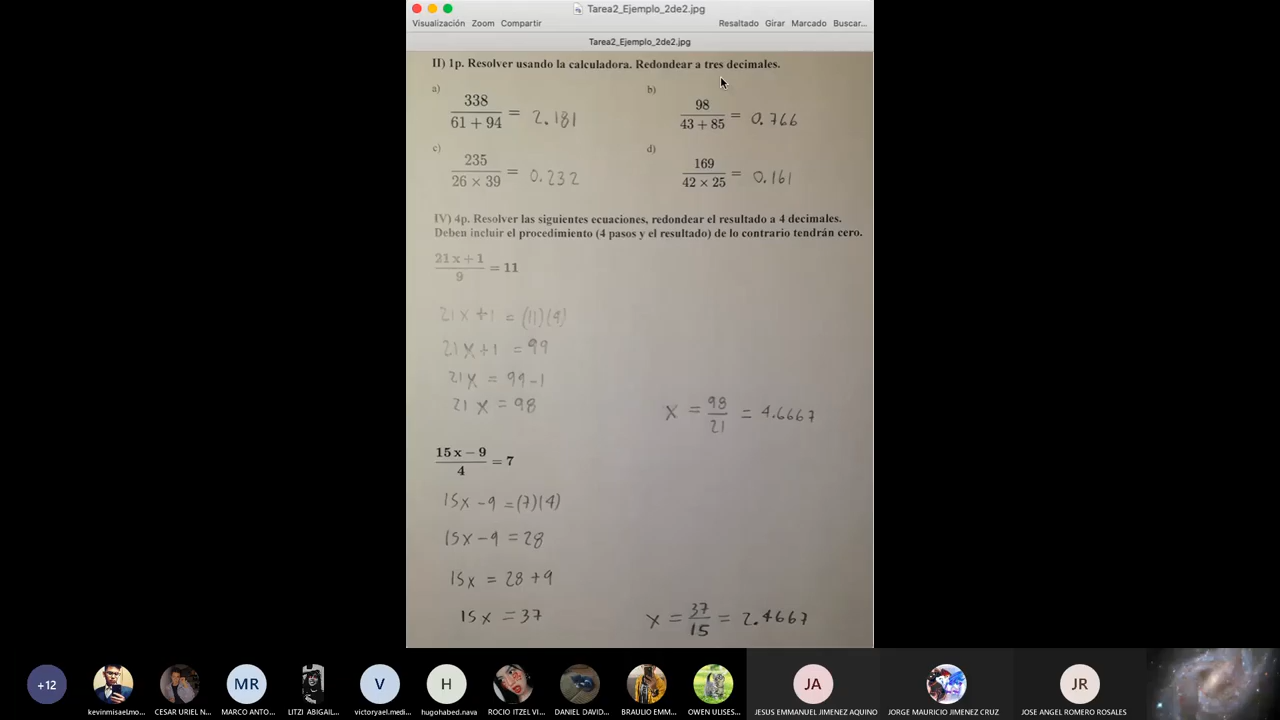 Tarea2_Ejemplo_2de2.jpg
Visualización Zoom Compartir Resaltado Girar Marcado Buscar...
Tarea2_Ejemplo_2de2.jpg
II) 1p. Resolver usando la calculadora. Redondear a tres decimales.
a) 338 / 61 + 94 = 2.181
b) 98 / 43 + 85 = 0.766
c) 235 / 26 × 39 = 0.232
d) 169 / 42 × 25 = 0.161
IV) 4p. Resolver las siguientes ecuaciones, redondear el resultado a 4 decimales.
Deben incluir el procedimiento (4 pasos y el resultado) de lo contrario tendrán cero.
21 x + 1 / 9 = 11
21x +1 = (11)(9)
21x +1 = 99
21x = 99-1
21 x = 98
x = 98 / 21 = 4.6667
15 x − 9 / 4 = 7
15x -9 =(7)(4)
15x -9 = 28
15x = 28 +9
15x = 37
x = 37 / 15 = 2.4667
+12 MR V H JA JR
kevinmisael.mo... CESAR URIEL N... MARCO ANTO... LITZI ABIGAIL... victoryael.medi... hugohabed.nava ROCIO ITZEL VI... DANIEL DAVID... BRAULIO EMM... OWEN ULISES... JESUS EMMANUEL JIMENEZ AQUINO JORGE MAURICIO JIMENEZ CRUZ JOSE ANGEL ROMERO ROSALES